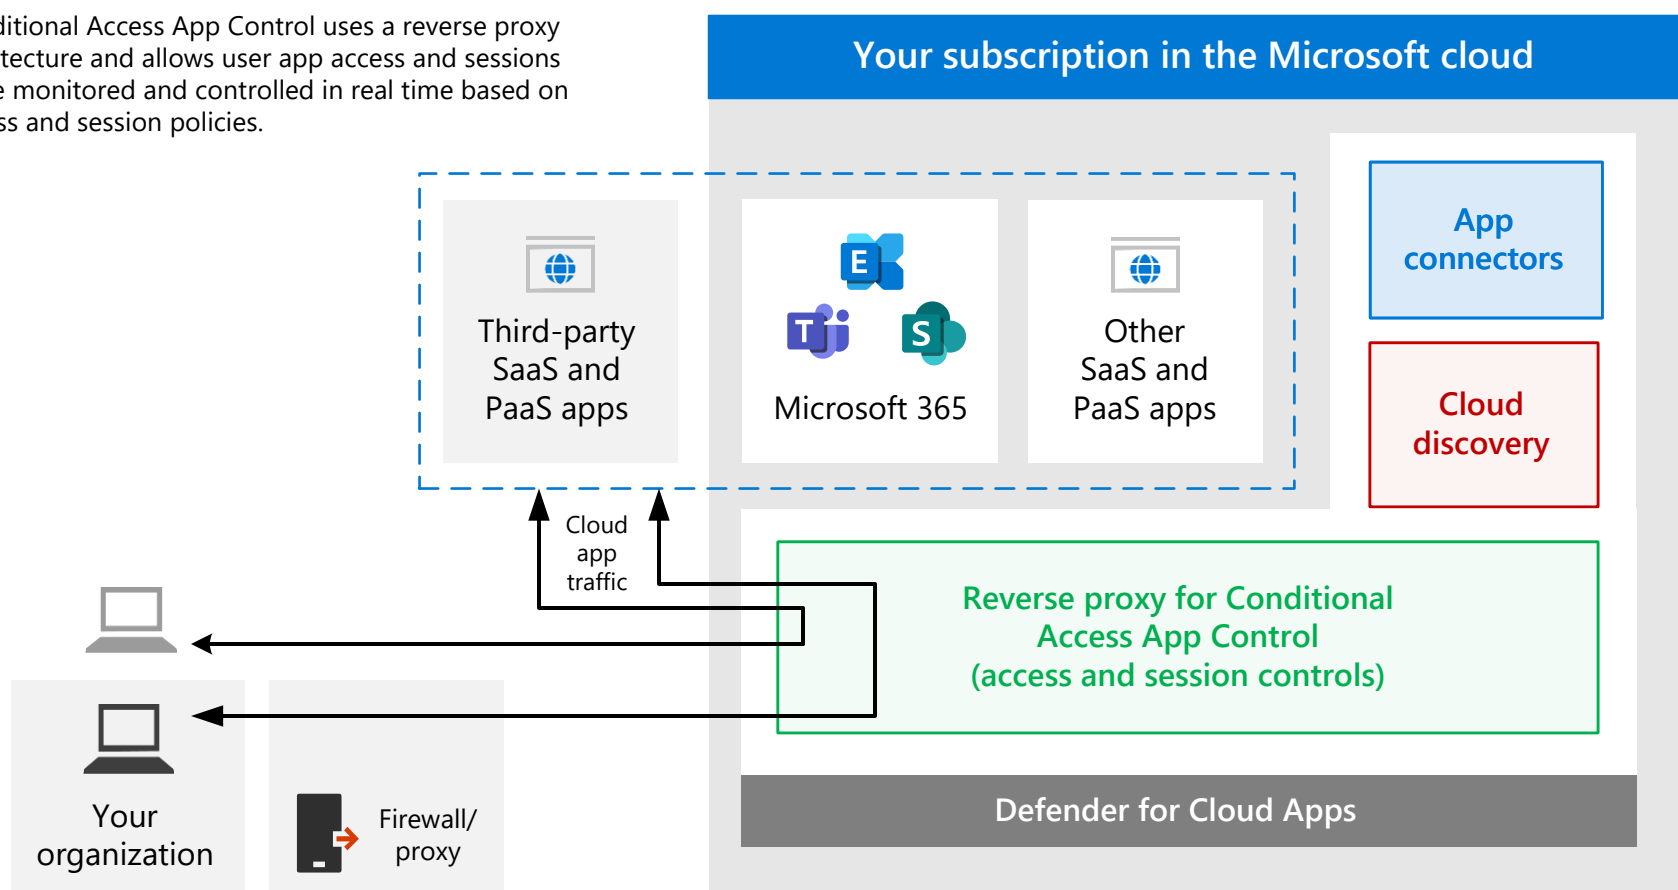 ditional Access App Control uses a reverse proxy
tecture and allows user app access and sessions
e monitored and controlled in real time based on
ss and session policies.
Your subscription in the Microsoft cloud
Third-party
SaaS and
PaaS apps
E
T
S
Microsoft 365
Other
SaaS and
PaaS apps
App
connectors
Cloud
discovery
Cloud
app
traffic
Reverse proxy for Conditional
Access App Control
(access and session controls)
Defender for Cloud Apps
Your
organization
Firewall/
proxy